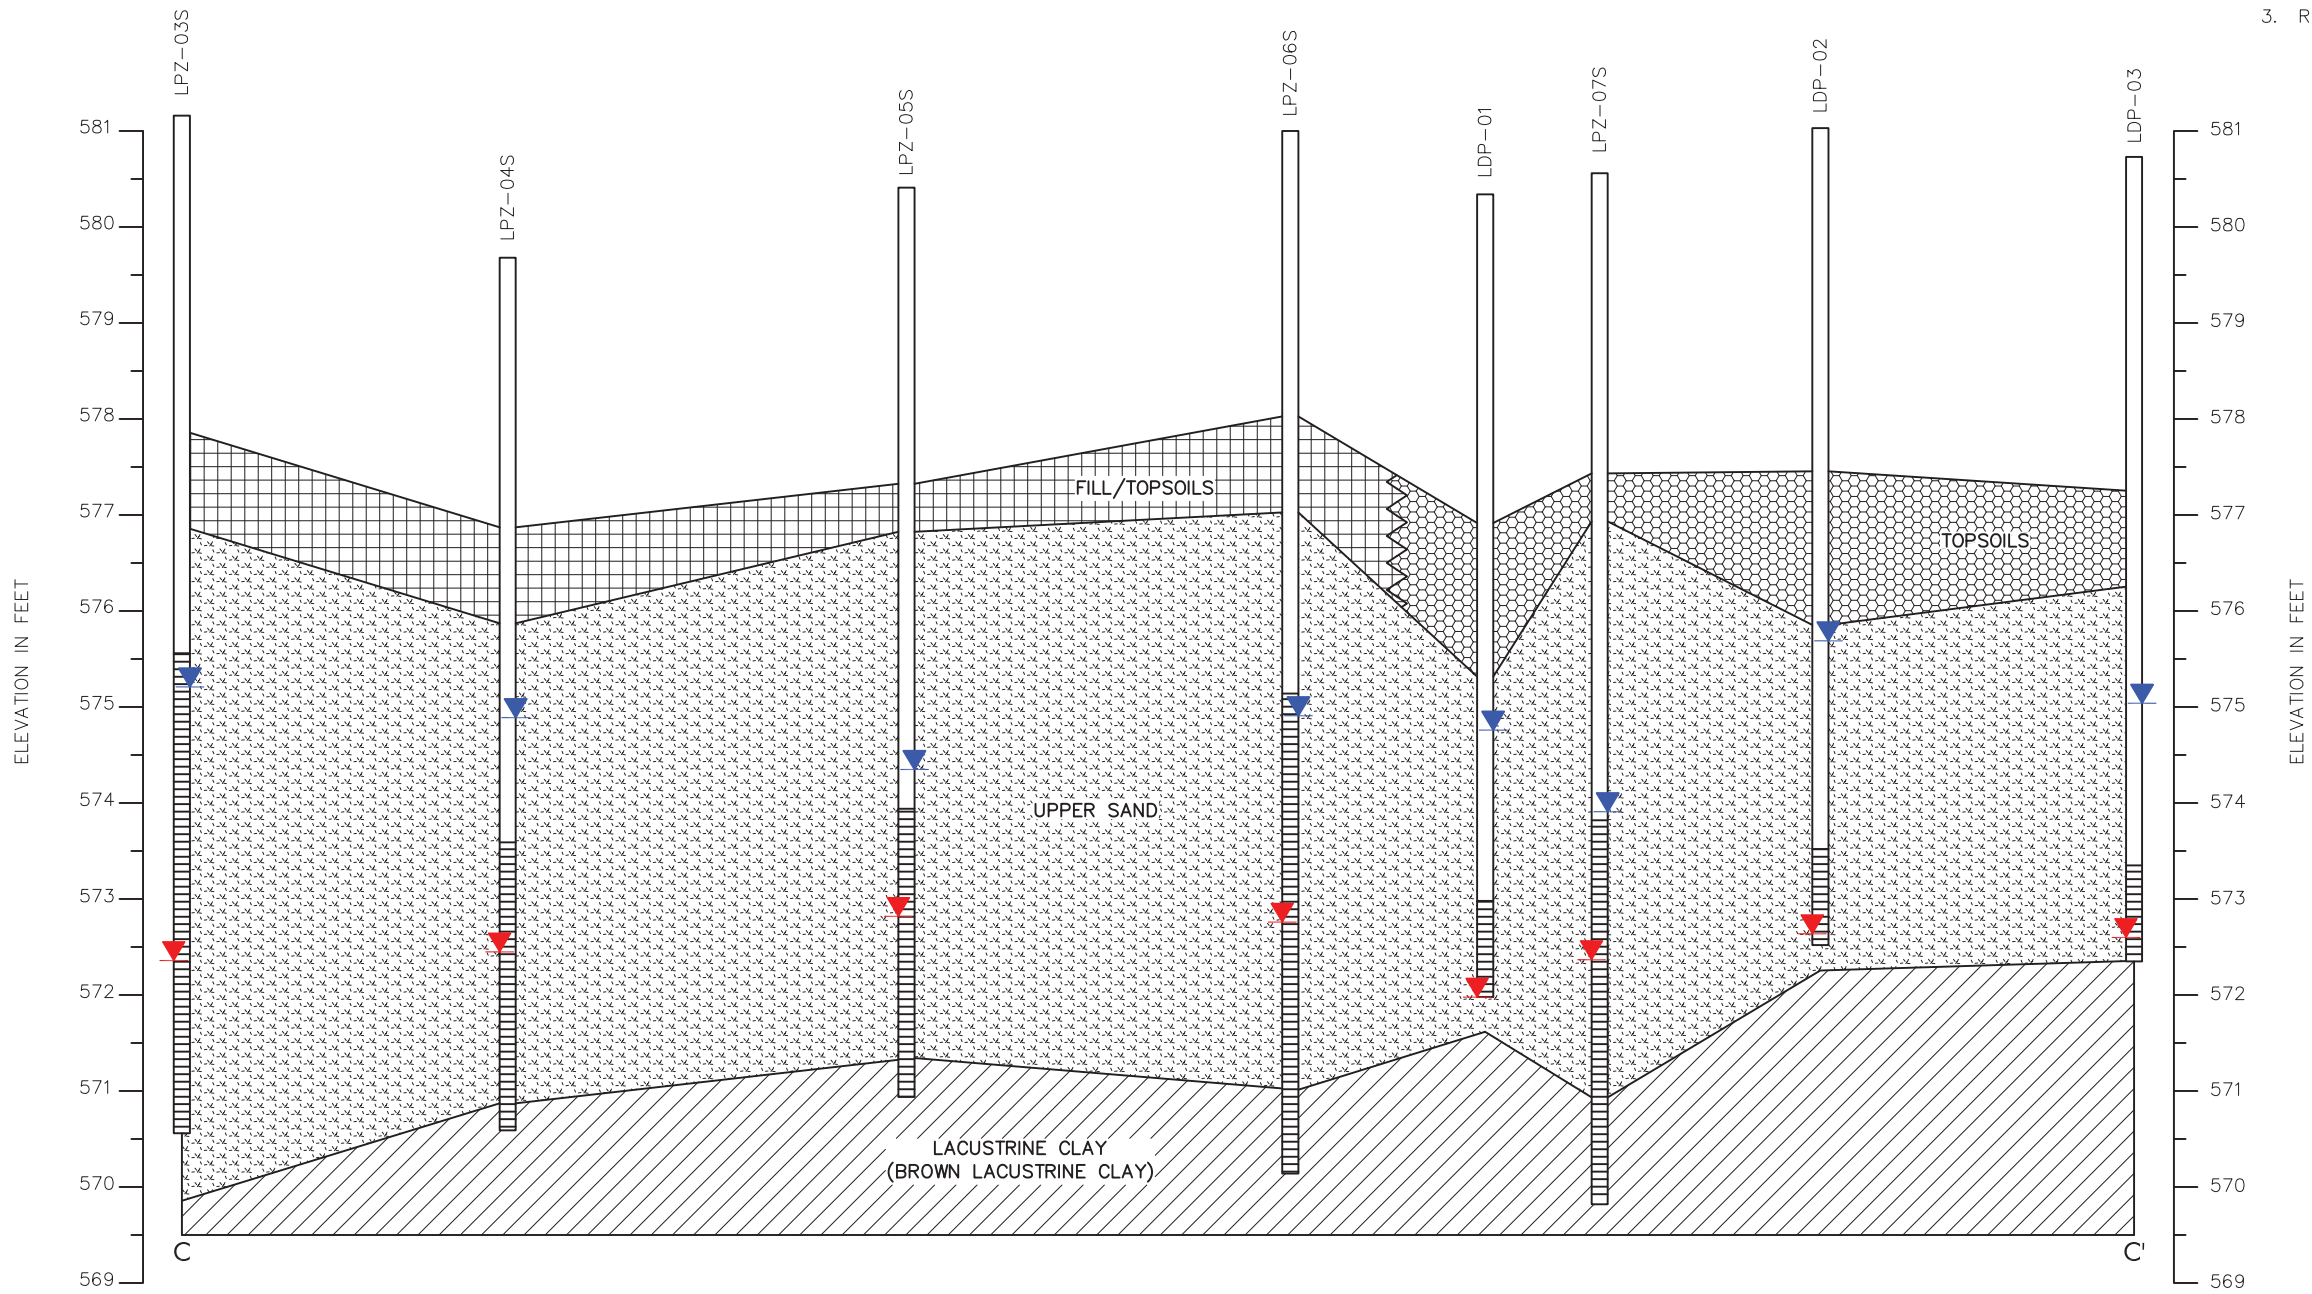 3. R
LPZ-03S
LPZ-04S
LPZ-05S
LPZ-06S
LDP-01
LPZ-07S
LDP-02
LDP-03
ELEVATION IN FEET
581
580
579
578
577
576
575
574
573
572
571
570
569
FILL/TOPSOILS
TOPSOILS
UPPER SAND
LACUSTRINE CLAY
(BROWN LACUSTRINE CLAY)
C
C'
581
580
579
578
577
576
575
574
573
572
571
570
569
ELEVATION IN FEET